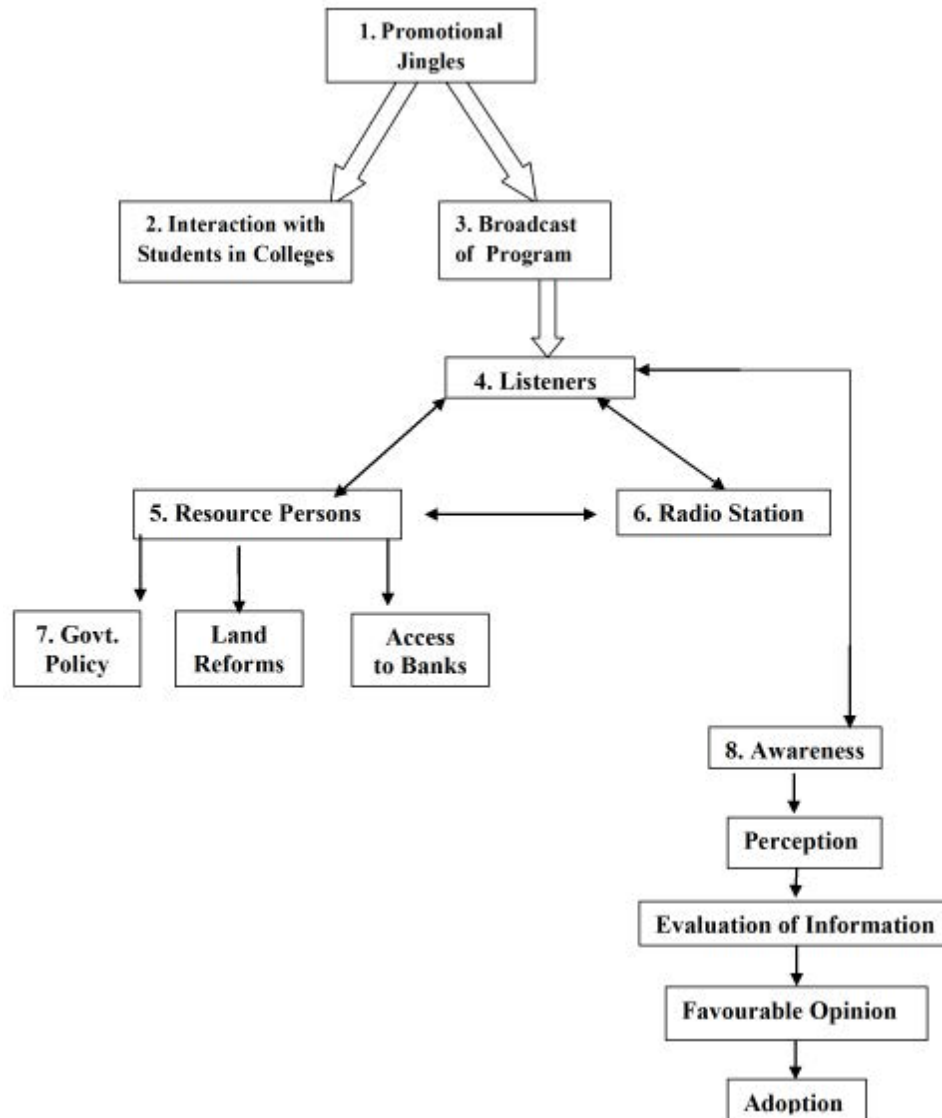 1. Promotional
Jingles
2. Interaction with
Students in Colleges
3. Broadcast
of Program
4. Listeners
5. Resource Persons
6. Radio Station
7. Govt.
Policy
Land
Reforms
Access
to Banks
8. Awareness
Perception
Evaluation of Information
Favourable Opinion
Adoption